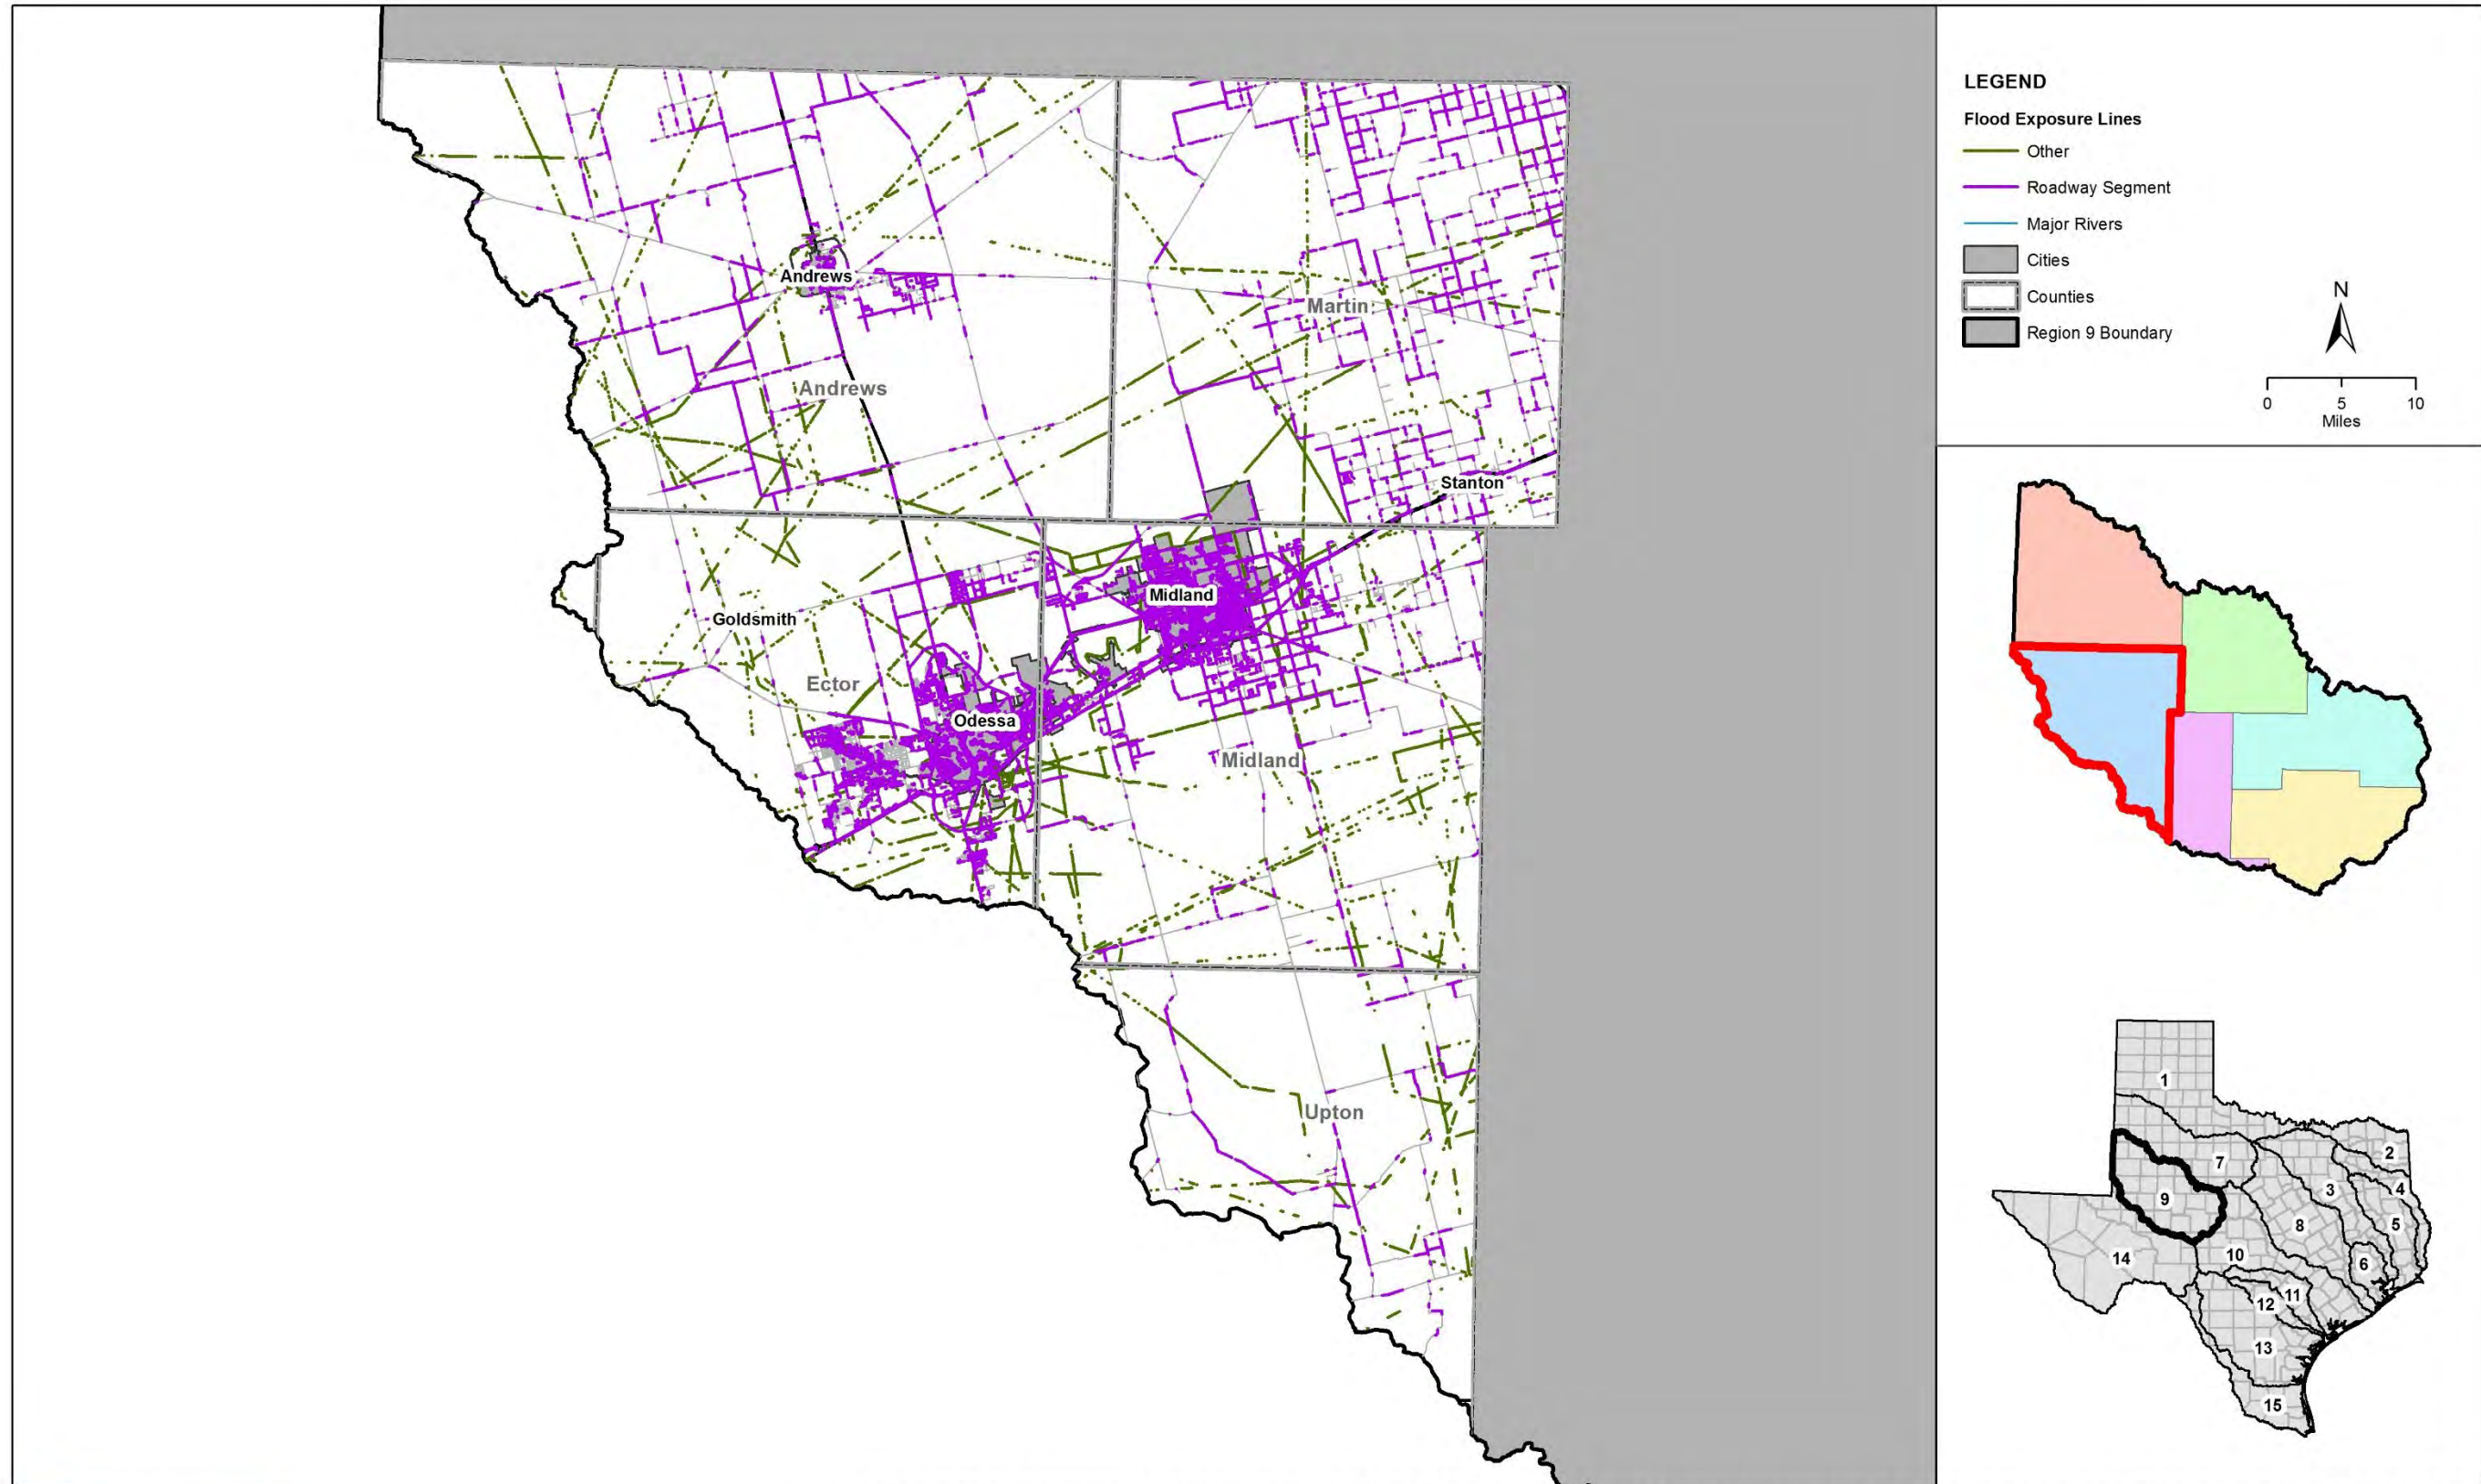 Andrews
Martin
Andrews
Stanton
Midland
Goldsmith
Ector
Odessa
Midland
Upton
LEGEND
Flood Exposure Lines
Other
Roadway Segment
Major Rivers
Cities
Counties
Region 9 Boundary
N
0 5 10
Miles
1
2
7
3
4
9
8
5
14
10
6
11
12
13
15